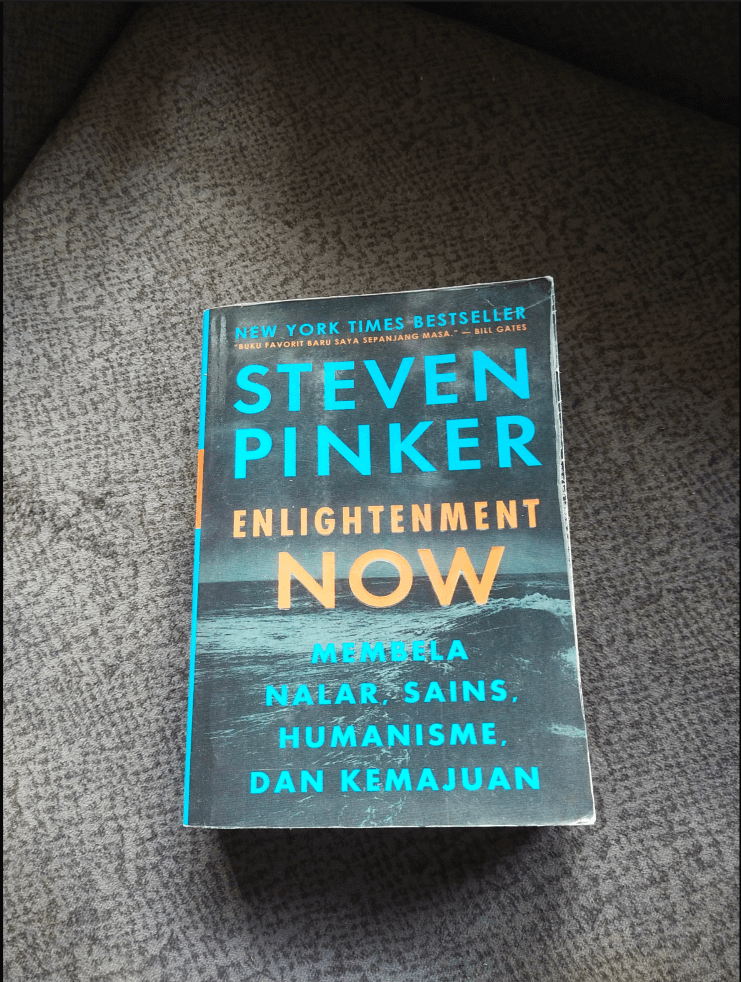 NEW YORK TIMES BESTSELLER
"BUKU FAVORIT BARU SAYA SEPANJANG MASA." — BILL GATES
STEVEN
PINKER
ENLIGHTENMENT
NOW
MEMBELA
NALAR, SAINS,
HUMANISME,
DAN KEMAJUAN